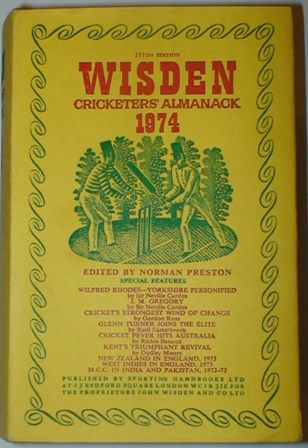 111TH EDITION
WISDEN
CRICKETERS' ALMANACK
1974
EDITED BY NORMAN PRESTON
SPECIAL FEATURES
WILFRED RHODES—YORKSHIRE PERSONIFIED
by Sir Neville Cardus
J. M. GREGORY
by Sir Neville Cardus
CRICKET'S STRONGEST WIND OF CHANGE
by Gordon Ross
GLENN TURNER JOINS THE ÉLITE
by Basil Easterbrook
CRICKET FEVER HITS AUSTRALIA
by Richie Benaud
KENT'S TRIUMPHANT REVIVAL
by Dudley Moore
NEW ZEALAND IN ENGLAND, 1973
WEST INDIES IN ENGLAND, 1973
M.C.C. IN INDIA AND PAKISTAN, 1972-73
PUBLISHED BY SPORTING HANDBOOKS LTD
AT 13 BEDFORD SQUARE LONDON WC1B 3JE FOR
THE PROPRIETORS JOHN WISDEN AND CO LTD